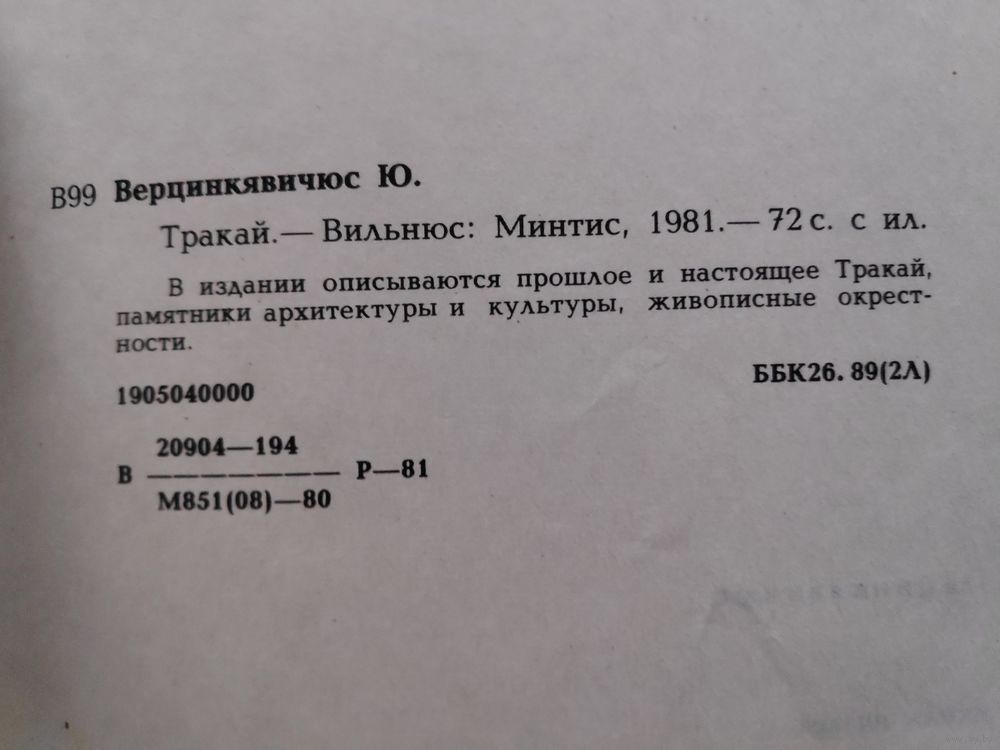 В99 Верцинкявичюс Ю.
Тракай.— Вильнюс: Минтис, 1981.— 72 с. с ил.
В издании описываются прошлое и настоящее Тракай,
памятники архитектуры и культуры, живописные окрест-
ности.
ББК26. 89(2Л)
1905040000
20904—194
В ——————— Р—81
М851(08)—80